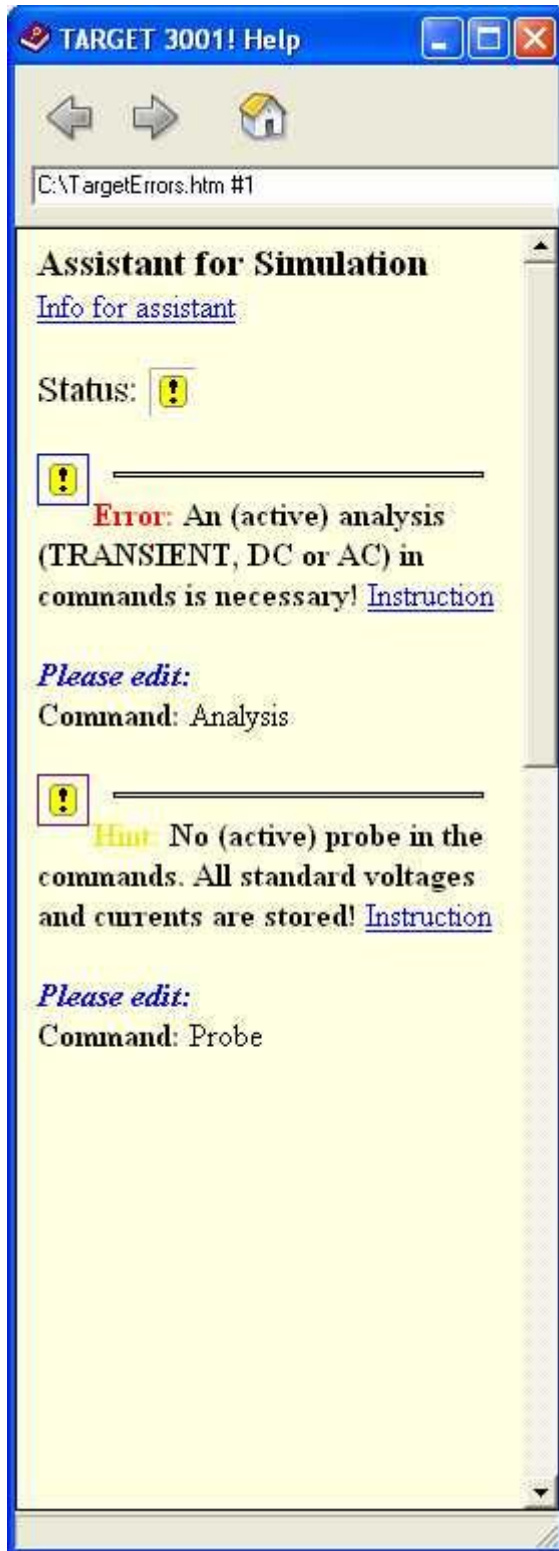 TARGET 3001! Help
C:\TargetErrors.htm #1
Assistant for Simulation
Info for assistant
Status:
Error: An (active) analysis
(TRANSIENT, DC or AC) in
commands is necessary! Instruction
Please edit:
Command: Analysis
Hint: No (active) probe in the
commands. All standard voltages
and currents are stored! Instruction
Please edit:
Command: Probe